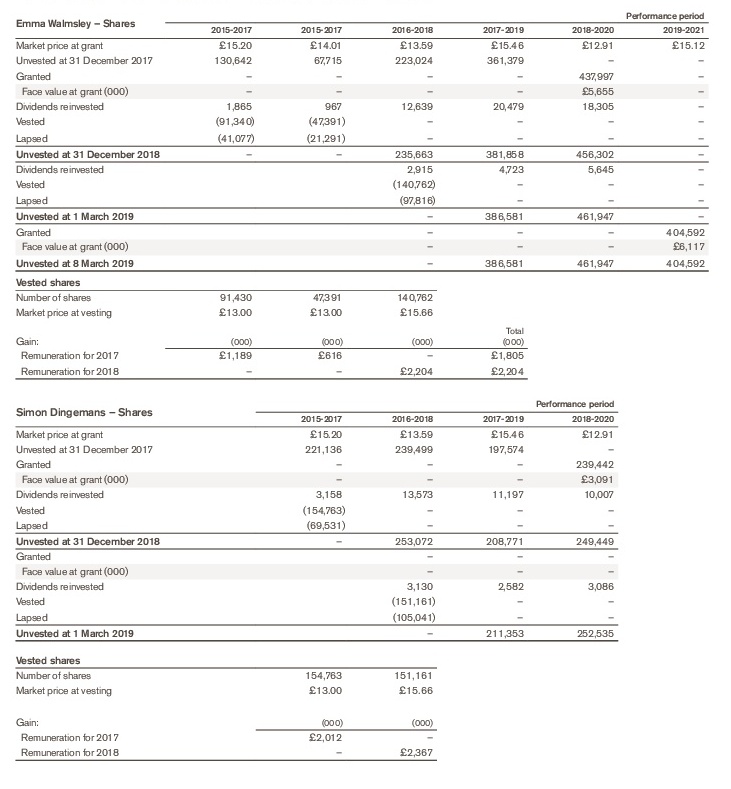 Emma Walmsley – Shares
Performance period
2015-2017 2015-2017 2016-2018 2017-2019 2018-2020 2019-2021
Market price at grant £15.20 £14.01 £13.59 £15.46 £12.91 £15.12
Unvested at 31 December 2017 130,642 67,715 223,024 361,379 – –
Granted – – – – 437,997 –
Face value at grant (000) – – – – £5,655 –
Dividends reinvested 1,865 967 12,639 20,479 18,305 –
Vested (91,340) (47,391) – – – –
Lapsed (41,077) (21,291) – – – –
Unvested at 31 December 2018 – – 235,663 381,858 456,302 –
Dividends reinvested 2,915 4,723 5,645 –
Vested (140,762) – – –
Lapsed (97,816) – – –
Unvested at 1 March 2019 – 386,581 461,947 –
Granted – – – 404,592
Face value at grant (000) – – – £6,117
Unvested at 8 March 2019 – 386,581 461,947 404,592
Vested shares
Number of shares 91,430 47,391 140,762
Market price at vesting £13.00 £13.00 £15.66
Total
Gain: (000) (000) (000) (000)
Remuneration for 2017 £1,189 £616 – £1,805
Remuneration for 2018 – – £2,204 £2,204
Performance period
Simon Dingemans – Shares
2015-2017 2016-2018 2017-2019 2018-2020
Market price at grant £15.20 £13.59 £15.46 £12.91
Unvested at 31 December 2017 221,136 239,499 197,574 –
Granted – – – 239,442
Face value at grant (000) – – – £3,091
Dividends reinvested 3,158 13,573 11,197 10,007
Vested (154,763) – – –
Lapsed (69,531) – – –
Unvested at 31 December 2018 – 253,072 208,771 249,449
Granted – – –
Face value at grant (000) – – –
Dividends reinvested 3,130 2,582 3,086
Vested (151,161) – –
Lapsed (105,041) – –
Unvested at 1 March 2019 – 211,353 252,535
Vested shares
Number of shares 154,763 151,161
Market price at vesting £13.00 £15.66
Gain: (000) (000)
Remuneration for 2017 £2,012 –
Remuneration for 2018 – £2,367